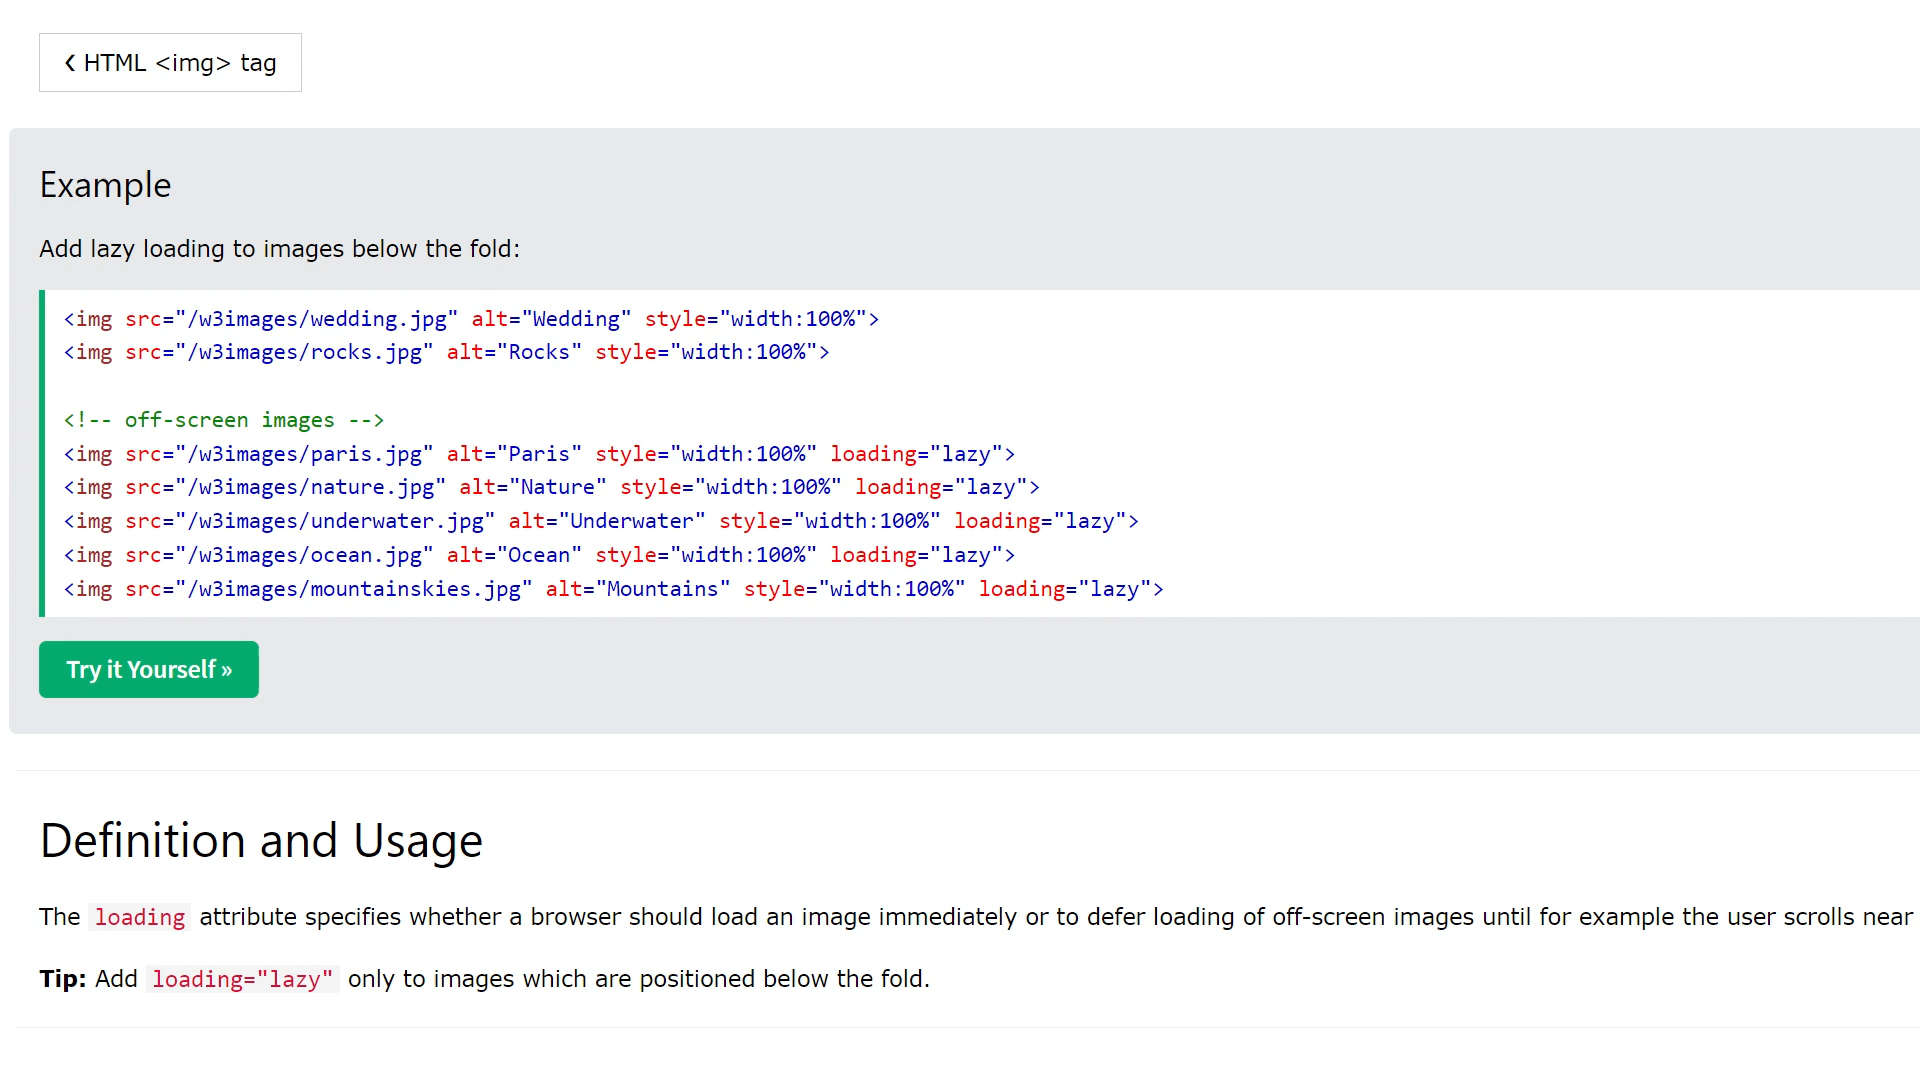 ❮ HTML <img> tag
Example
Add lazy loading to images below the fold:
<img src="/w3images/wedding.jpg" alt="Wedding" style="width:100%">
<img src="/w3images/rocks.jpg" alt="Rocks" style="width:100%">
<!-- off-screen images -->
<img src="/w3images/paris.jpg" alt="Paris" style="width:100%" loading="lazy">
<img src="/w3images/nature.jpg" alt="Nature" style="width:100%" loading="lazy">
<img src="/w3images/underwater.jpg" alt="Underwater" style="width:100%" loading="lazy">
<img src="/w3images/ocean.jpg" alt="Ocean" style="width:100%" loading="lazy">
<img src="/w3images/mountainskies.jpg" alt="Mountains" style="width:100%" loading="lazy">
Try it Yourself »
Definition and Usage
The loading attribute specifies whether a browser should load an image immediately or to defer loading of off-screen images until for example the user scrolls near
Tip: Add loading="lazy" only to images which are positioned below the fold.